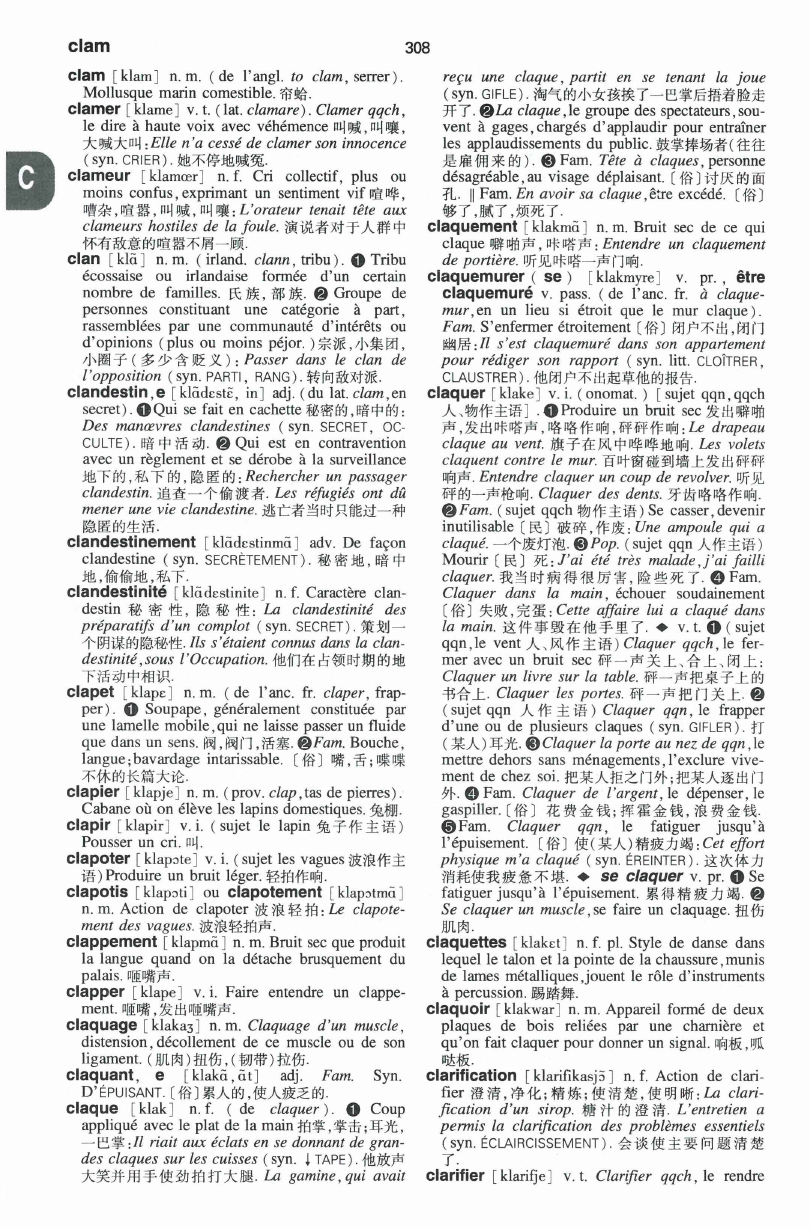 clam
308
C
clam [klam] n. m. (de l'angl. to clam, serrer).
Mollusque marin comestible. 帘蛤.
clamer [klame] v. t. (lat. clamare). Clamer qqch,
le dire à haute voix avec véhémence 叫喊,叫嚷,
大喊大叫:Elle n'a cessé de clamer son innocence
(syn. CRIER). 她不停地喊冤.
clameur [klamœr] n. f. Cri collectif, plus ou
moins confus, exprimant un sentiment vif 喧哗,
嘈杂,喧嚣,叫喊,叫嚷:L'orateur tenait tête aux
clameurs hostiles de la foule. 演说者对于人群中
怀有敌意的喧嚣不屑一顾.
clan [klɑ̃] n. m. (irland. clann, tribu). ❶ Tribu
écossaise ou irlandaise formée d'un certain
nombre de familles. 氏族,部族. ❷ Groupe de
personnes constituant une catégorie à part,
rassemblées par une communauté d'intérêts ou
d'opinions (plus ou moins péjor.)宗派,小集团,
小圈子(多少含贬义): Passer dans le clan de
l'opposition (syn. PARTI, RANG). 转向敌对派.
clandestin, e [klɑ̃dɛstɛ̃, in] adj. (du lat. clam, en
secret). ❶Qui se fait en cachette 秘密的,暗中的:
Des manœuvres clandestines (syn. SECRET, OC-
CULTE). 暗中活动. ❷ Qui est en contravention
avec un règlement et se dérobe à la surveillance
地下的,私下的,隐匿的: Rechercher un passager
clandestin. 追查一个偷渡者. Les réfugiés ont dû
mener une vie clandestine. 逃亡者当时只能过一种
隐匿的生活.
clandestinement [klɑ̃dɛstinmɑ̃] adv. De façon
clandestine (syn. SECRÈTEMENT). 秘密地,暗中
地,偷偷地,私下.
clandestinité [klɑ̃dɛstinite] n. f. Caractère clan-
destin 秘密性,隐秘性: La clandestinité des
préparatifs d'un complot (syn. SECRET). 策划一
个阴谋的隐秘性. Ils s'étaient connus dans la clan-
destinité, sous l'Occupation. 他们在占领时期的地
下活动中相识.
clapet [klapɛ] n. m. (de l'anc. fr. claper, frap-
per). ❶ Soupape, généralement constituée par
une lamelle mobile, qui ne laisse passer un fluide
que dans un sens. 阀,阀门,活塞. ❷Fam. Bouche,
langue; bavardage intarissable. 〔俗〕嘴,舌;喋喋
不休的长篇大论.
clapier [klapje] n. m. (prov. clap, tas de pierres).
Cabane où on élève les lapins domestiques. 兔棚.
clapir [klapir] v. i. (sujet le lapin 兔子作主语)
Pousser un cri. 叫.
clapoter [klapɔte] v. i. (sujet les vagues 波浪作主
语) Produire un bruit léger. 轻拍作响.
clapotis [klapɔti] ou clapotement [klapɔtmɑ̃]
n. m. Action de clapoter 波浪轻拍: Le clapote-
ment des vagues. 波浪轻拍声.
clappement [klapmɑ̃] n. m. Bruit sec que produit
la langue quand on la détache brusquement du
palais. 咂嘴声.
clapper [klape] v. i. Faire entendre un clappe-
ment. 咂嘴,发出咂嘴声.
claquage [klakaʒ] n. m. Claquage d'un muscle,
distension, décollement de ce muscle ou de son
ligament. (肌肉)扭伤,(韧带)拉伤.
claquant, e [klakɑ̃, ɑ̃t] adj. Fam. Syn.
D'ÉPUISANT. 〔俗〕累人的,使人疲乏的.
claque [klak] n. f. (de claquer). ❶ Coup
appliqué avec le plat de la main 拍掌,掌击;耳光,
一巴掌:Il riait aux éclats en se donnant de gran-
des claques sur les cuisses (syn. ↓TAPE). 他放声
大笑并用手使劲拍打大腿. La gamine, qui avait
reçu une claque, partit en se tenant la joue
(syn. GIFLE). 淘气的小女孩挨了一巴掌后捂着脸走
开了. ❷La claque, le groupe des spectateurs, sou-
vent à gages, chargés d'applaudir pour entraîner
les applaudissements du public. 鼓掌捧场者(往往
是雇佣来的). ❸ Fam. Tête à claques, personne
désagréable, au visage déplaisant. 〔俗〕讨厌的面
孔. ‖ Fam. En avoir sa claque, être excédé. 〔俗〕
够了,腻了,烦死了.
claquement [klakmɑ̃] n. m. Bruit sec de ce qui
claque 噼啪声,咔嗒声: Entendre un claquement
de portière. 听见咔嗒一声门响.
claquemurer (se) [klakmyre] v. pr., être
claquemuré v. pass. (de l'anc. fr. à claque-
mur, en un lieu si étroit que le mur claque).
Fam. S'enfermer étroitement〔俗〕闭户不出,闭门
幽居:Il s'est claquemuré dans son appartement
pour rédiger son rapport (syn. litt. CLOÎTRER,
CLAUSTRER). 他闭户不出起草他的报告.
claquer [klake] v. i. (onomat.) [sujet qqn, qqch
人、物作主语]. ❶Produire un bruit sec 发出噼啪
声,发出咔嗒声,咯咯作响,砰砰作响:Le drapeau
claque au vent. 旗子在风中哗哗地响. Les volets
claquent contre le mur. 百叶窗碰到墙上发出砰砰
响声. Entendre claquer un coup de revolver. 听见
砰的一声枪响. Claquer des dents. 牙齿咯咯作响.
❷Fam. (sujet qqch 物作主语) Se casser, devenir
inutilisable〔民〕破碎,作废: Une ampoule qui a
claqué. 一个废灯泡. ❸Pop. (sujet qqn 人作主语)
Mourir〔民〕死: J'ai été très malade, j'ai failli
claquer. 我当时病得很厉害,险些死了. ❹ Fam.
Claquer dans la main, échouer soudainement
〔俗〕失败,完蛋: Cette affaire lui a claqué dans
la main. 这件事毁在他手里了. ◆ v. t. ❶ (sujet
qqn, le vent 人、风作主语) Claquer qqch, le fer-
mer avec un bruit sec 砰一声关上、合上、闭上:
Claquer un livre sur la table. 砰一声把桌子上的
书合上. Claquer les portes. 砰一声把门关上. ❷
(sujet qqn 人作主语) Claquer qqn, le frapper
d'une ou de plusieurs claques (syn. GIFLER). 打
(某人)耳光. ❸Claquer la porte au nez de qqn, le
mettre dehors sans ménagements, l'exclure vive-
ment de chez soi. 把某人拒之门外;把某人逐出门
外. ❹ Fam. Claquer de l'argent, le dépenser, le
gaspiller.〔俗〕花费金钱;挥霍金钱,浪费金钱.
❺Fam. Claquer qqn, le fatiguer jusqu'à
l'épuisement. 〔俗〕使(某人)精疲力竭:Cet effort
physique m'a claqué (syn. ÉREINTER). 这次体力
消耗使我疲惫不堪. ◆ se claquer v. pr. ❶ Se
fatiguer jusqu'à l'épuisement. 累得精疲力竭. ❷
Se claquer un muscle, se faire un claquage. 扭伤
肌肉.
claquettes [klakɛt] n. f. pl. Style de danse dans
lequel le talon et la pointe de la chaussure, munis
de lames métalliques, jouent le rôle d'instruments
à percussion. 踢踏舞.
claquoir [klakwar] n. m. Appareil formé de deux
plaques de bois reliées par une charnière et
qu'on fait claquer pour donner un signal. 响板,呱
哒板.
clarification [klarifikasjɔ̃] n. f. Action de clari-
fier 澄清,净化;精炼;使清楚,使明晰: La clari-
fication d'un sirop. 糖汁的澄清. L'entretien a
permis la clarification des problèmes essentiels
(syn. ÉCLAIRCISSEMENT). 会谈使主要问题清楚
了.
clarifier [klarifje] v. t. Clarifier qqch, le rendre